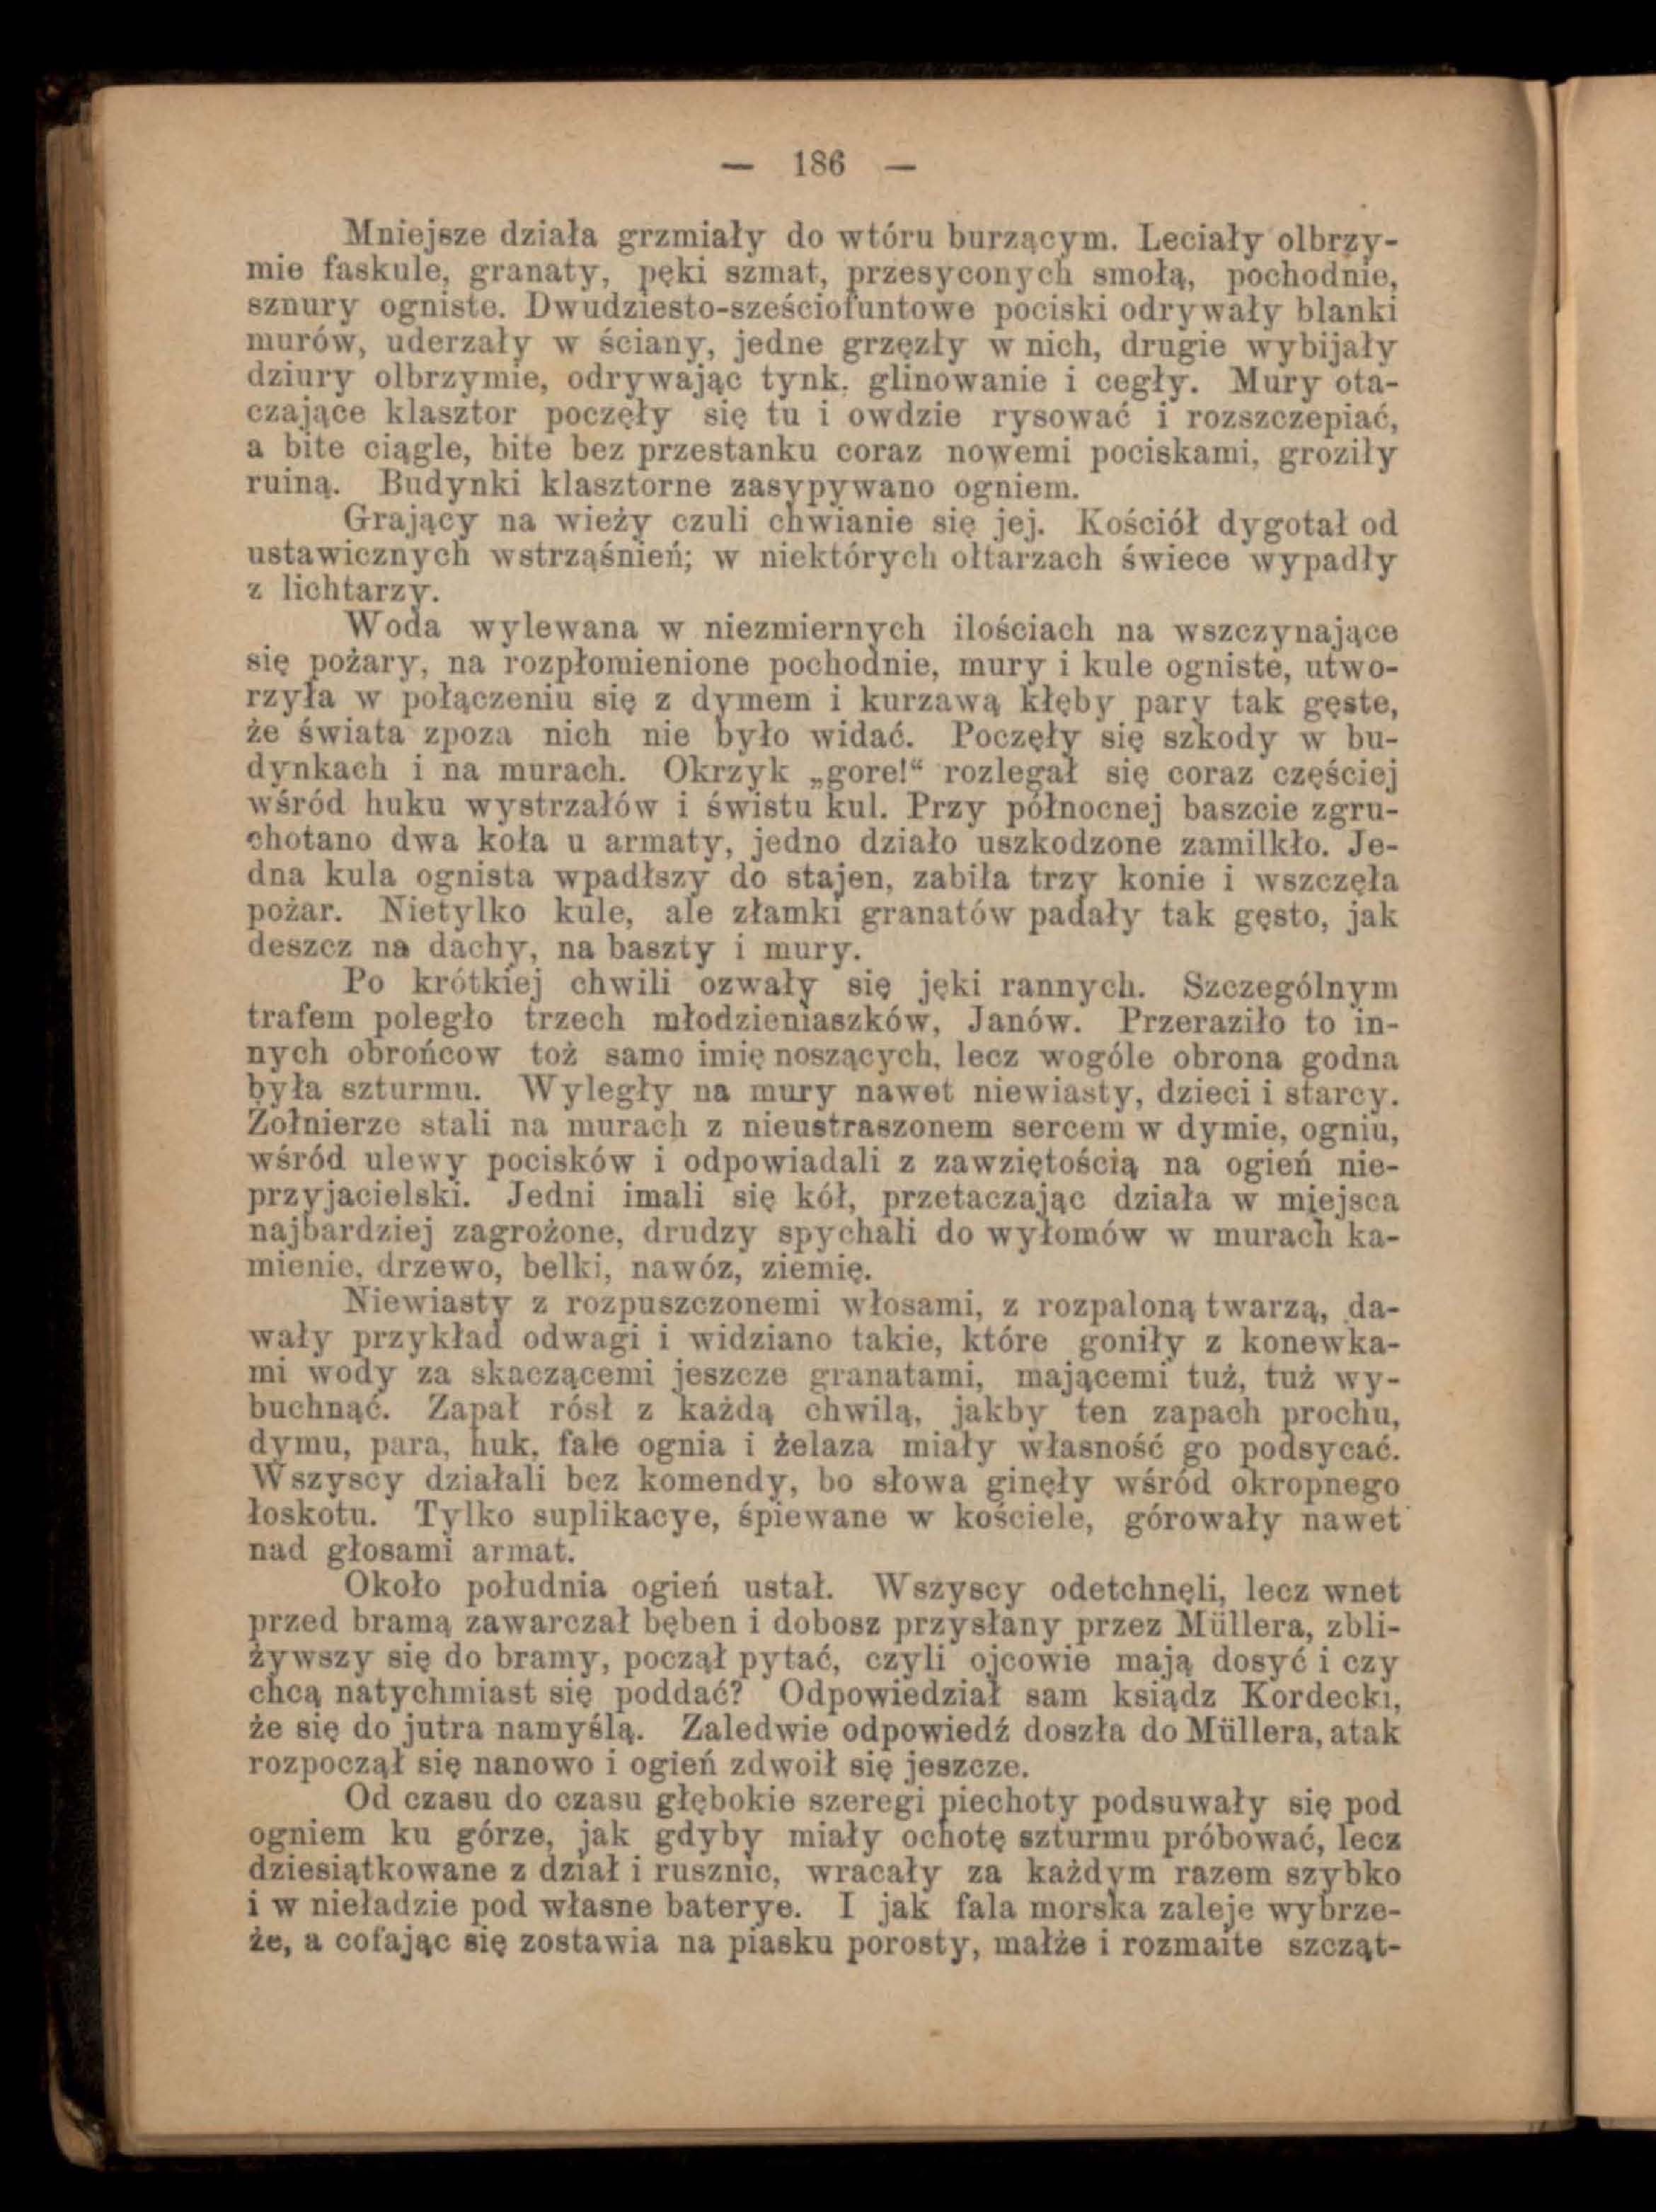 — 186 —
Mniejsze działa grzmiały do wtóru burzącym. Leciały olbrzy-
mie faskule, granaty, pęki szmat, przesyconych smołą, pochodnie,
sznury ogniste. Dwudziesto-sześciofuntowe pociski odrywały blanki
murów, uderzały w ściany, jedne grzęzły w nich, drugie wybijały
dziury olbrzymie, odrywając tynk, glinowanie i cegły. Mury ota-
czające klasztor poczęły się tu i owdzie rysować i rozszczepiać,
a bite ciągle, bite bez przestanku coraz nowemi pociskami, groziły
ruiną. Budynki klasztorne zasypywano ogniem.
Grający na wieży czuli chwianie się jej. Kościół dygotał od
ustawicznych wstrząśnień; w niektórych ołtarzach świece wypadły
z lichtarzy.
Woda wylewana w niezmiernych ilościach na wszczynające
się pożary, na rozpłomienione pochodnie, mury i kule ogniste, utwo-
rzyła w połączeniu się z dymem i kurzawą kłęby pary tak gęste,
że świata zpoza nich nie było widać. Poczęły się szkody w bu-
dynkach i na murach. Okrzyk „gore!“ rozlegał się coraz częściej
wśród huku wystrzałów i świstu kul. Przy północnej baszcie zgru-
chotano dwa koła u armaty, jedno działo uszkodzone zamilkło. Je-
dna kula ognista wpadłszy do stajen, zabiła trzy konie i wszczęła
pożar. Nietylko kule, ale złamki granatów padały tak gęsto, jak
deszcz na dachy, na baszty i mury.
Po krótkiej chwili ozwały się jęki rannych. Szczególnym
trafem poległo trzech młodzieniaszków, Janów. Przeraziło to in-
nych obrońcow toż samo imię noszących, lecz wogóle obrona godna
była szturmu. Wyległy na mury nawet niewiasty, dzieci i starcy.
Żołnierze stali na murach z nieustraszonem sercem w dymie, ogniu,
wśród ulewy pocisków i odpowiadali z zawziętością na ogień nie-
przyjacielski. Jedni imali się kół, przetaczając działa w miejsca
najbardziej zagrożone, drudzy spychali do wyłomów w murach ka-
mienie, drzewo, belki, nawóz, ziemię.
Niewiasty z rozpuszczonemi włosami, z rozpaloną twarzą, da-
wały przykład odwagi i widziano takie, które goniły z konewka-
mi wody za skaczącemi jeszcze granatami, mającemi tuż, tuż wy-
buchnąć. Zapał rósł z każdą chwilą, jakby ten zapach prochu,
dymu, para, huk, fale ognia i żelaza miały własność go podsycać.
Wszyscy działali bez komendy, bo słowa ginęły wśród okropnego
łoskotu. Tylko suplikacye, śpiewane w kościele, górowały nawet
nad głosami armat.
Około południa ogień ustał. Wszyscy odetchnęli, lecz wnet
przed bramą zawarczał bęben i dobosz przysłany przez Müllera, zbli-
żywszy się do bramy, począł pytać, czyli ojcowie mają dosyć i czy
chcą natychmiast się poddać? Odpowiedział sam ksiądz Kordecki,
że się do jutra namyślą. Zaledwie odpowiedź doszła do Müllera, atak
rozpoczął się nanowo i ogień zdwoił się jeszcze.
Od czasu do czasu głębokie szeregi piechoty podsuwały się pod
ogniem ku górze, jak gdyby miały ochotę szturmu próbować, lecz
dziesiątkowane z dział i rusznic, wracały za każdym razem szybko
i w nieładzie pod własne baterye. I jak fala morska zaleje wybrze-
że, a cofając się zostawia na piasku porosty, małże i rozmaite szcząt-